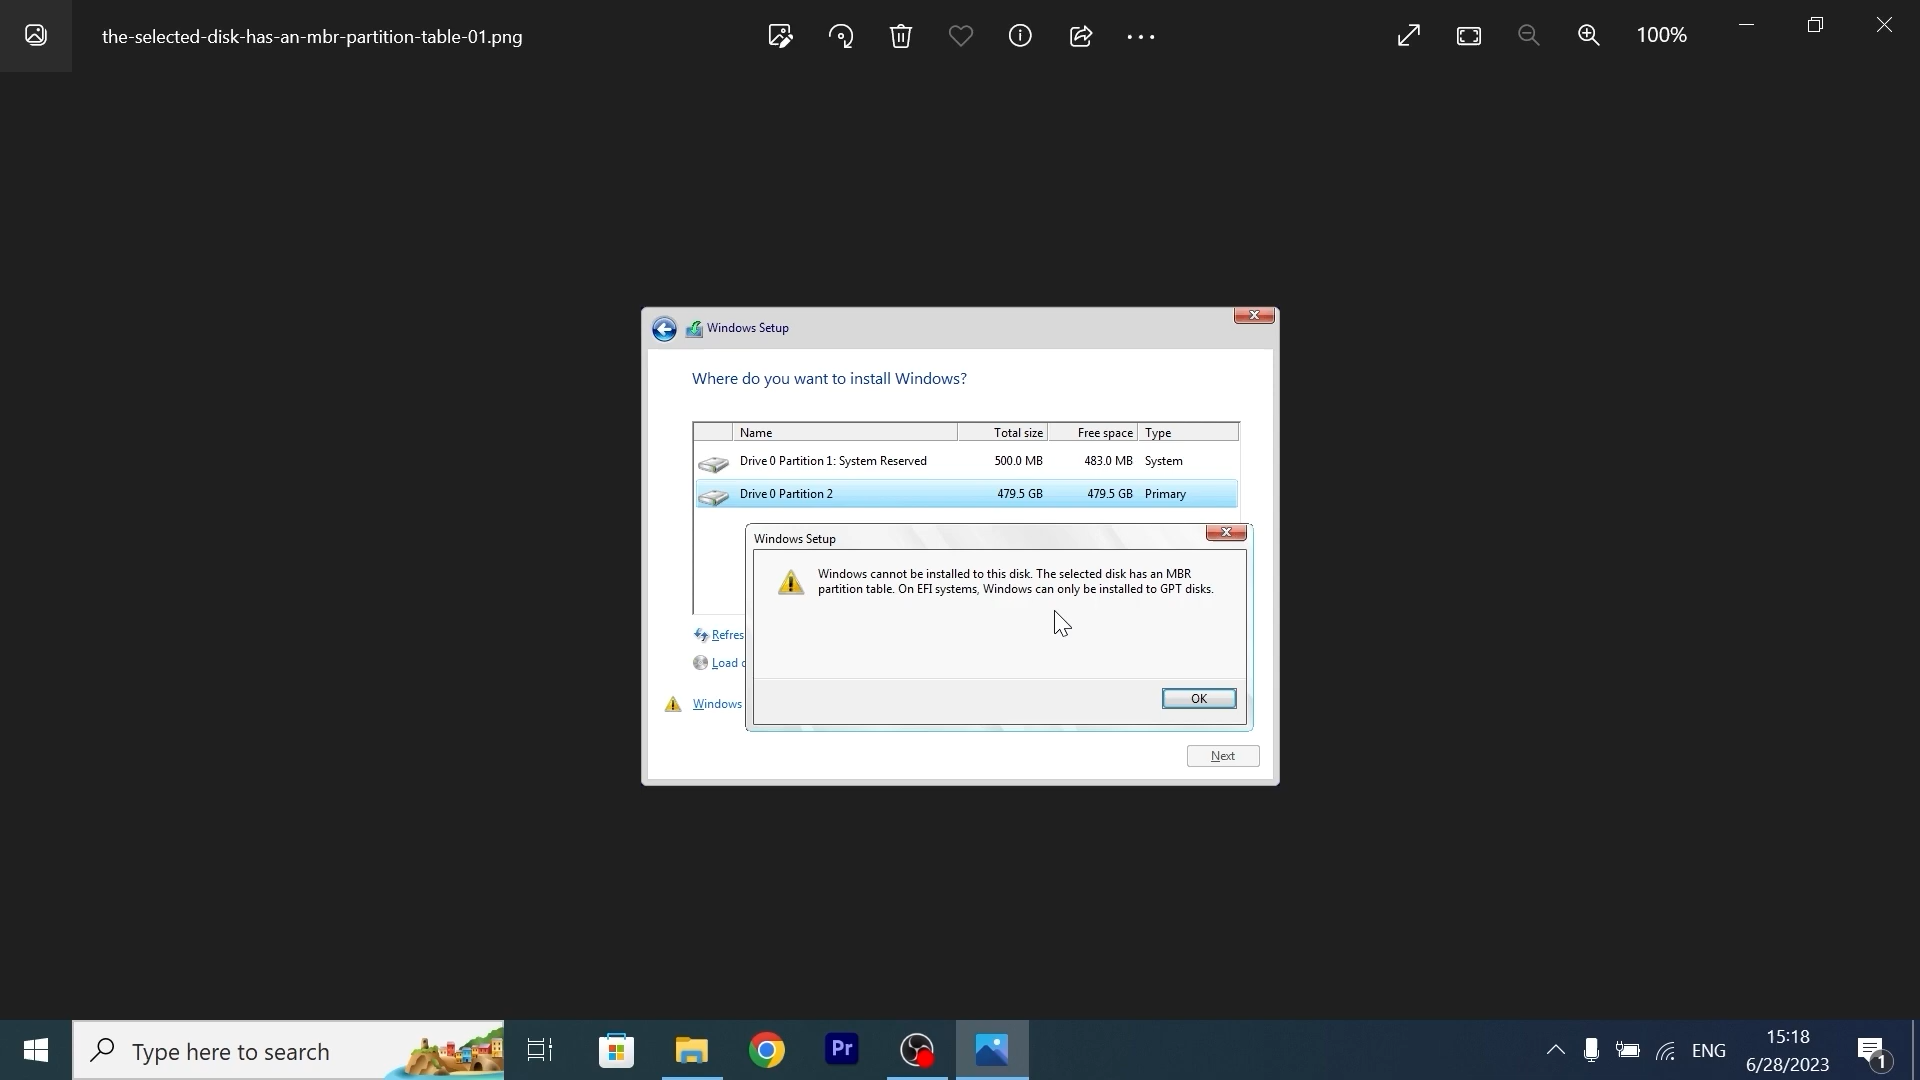 the-selected-disk-has-an-mbr-partition-table-01.png
100%
Windows Setup
Where do you want to install Windows?
Name Total size Free space Type
Drive 0 Partition 1: System Reserved 500.0 MB 483.0 MB System
Drive 0 Partition 2 479.5 GB 479.5 GB Primary
Windows Setup
Windows cannot be installed to this disk. The selected disk has an MBR
partition table. On EFI systems, Windows can only be installed to GPT disks.
Refres
Load
Windows
OK
Next
Type here to search
Pr
ENG
15:18
6/28/2023
1